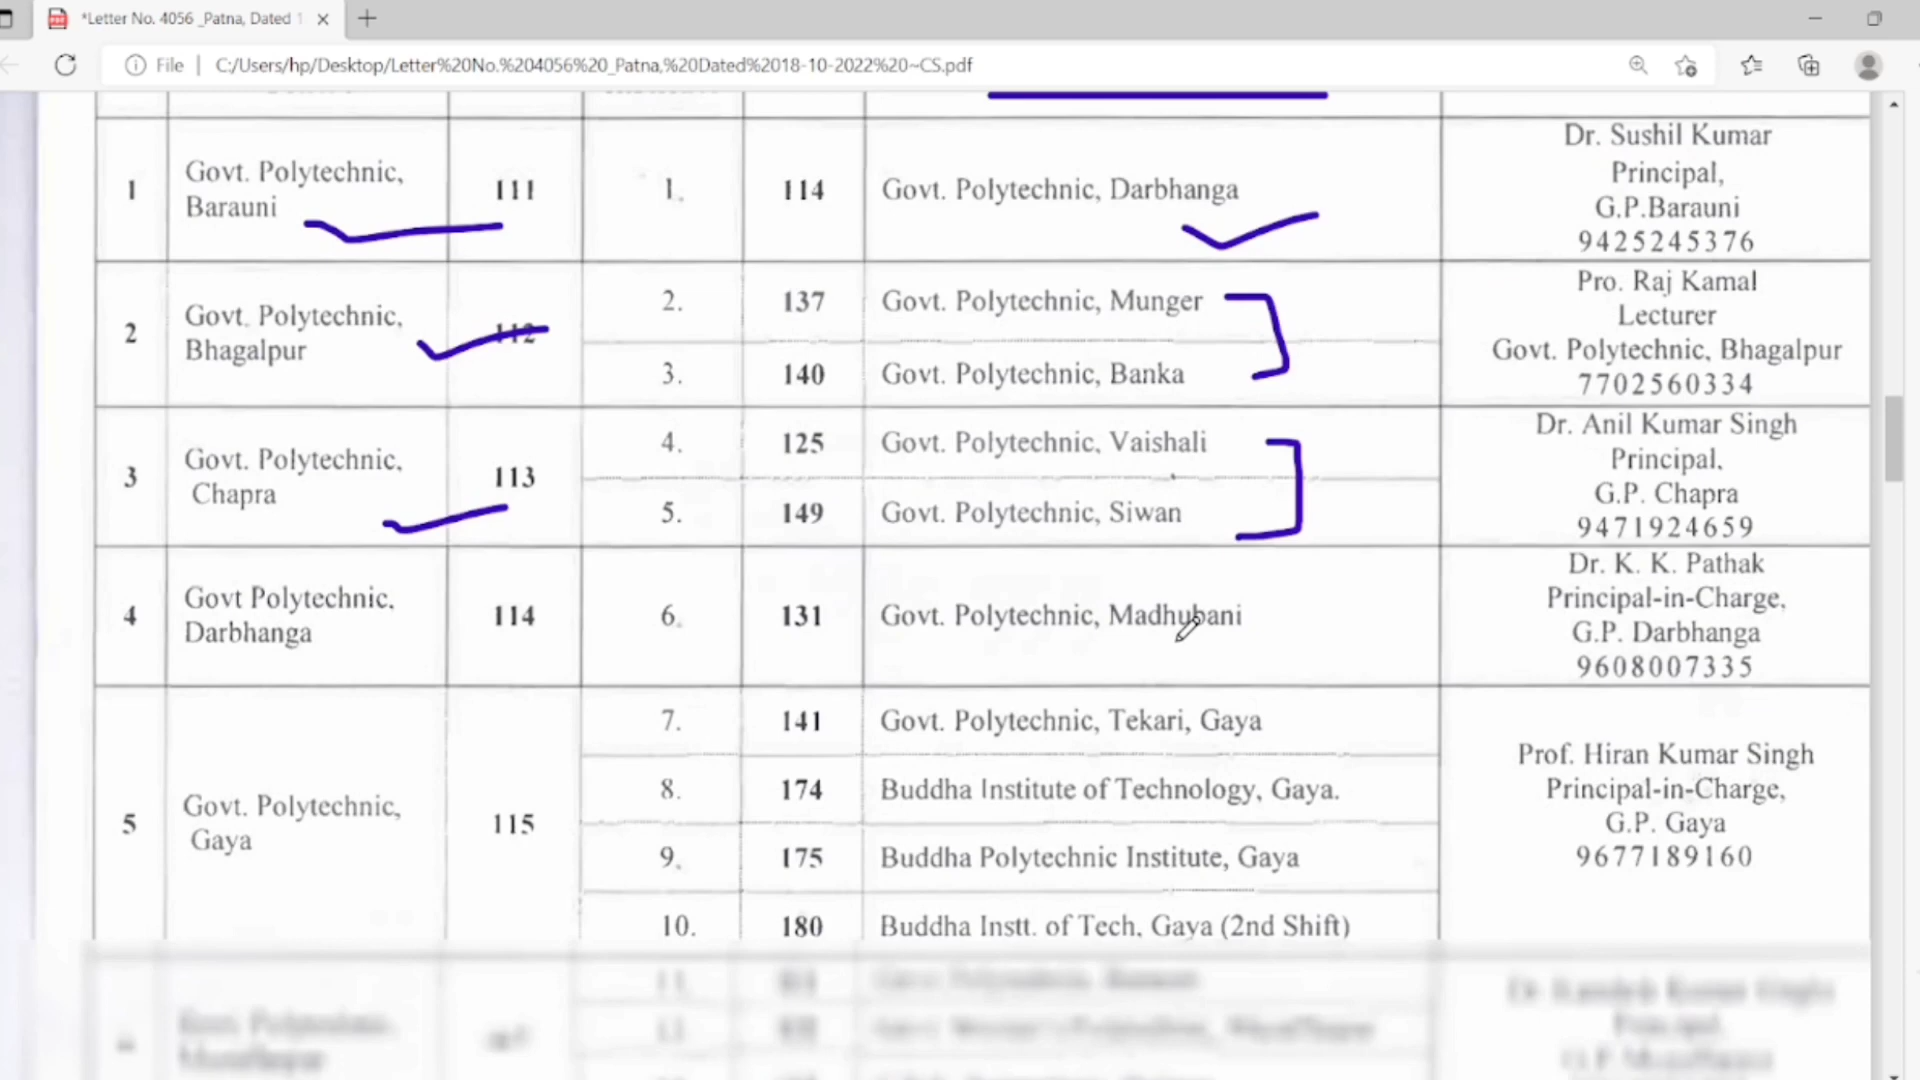 *Letter No. 4056 _Patna, Dated 1
File | C:/Users/hp/Desktop/Letter%20No.%204056%20_Patna,%20Dated%2018-10-2022%20~CS.pdf
1
Govt. Polytechnic,
Barauni
111
1.
114
Govt. Polytechnic, Darbhanga
Dr. Sushil Kumar
Principal,
G.P.Barauni
9425245376
2
Govt. Polytechnic,
Bhagalpur
112
2.
137
Govt. Polytechnic, Munger
3.
140
Govt. Polytechnic, Banka
Pro. Raj Kamal
Lecturer
Govt. Polytechnic, Bhagalpur
7702560334
3
Govt. Polytechnic,
Chapra
113
4.
125
Govt. Polytechnic, Vaishali
5.
149
Govt. Polytechnic, Siwan
Dr. Anil Kumar Singh
Principal,
G.P. Chapra
9471924659
4
Govt Polytechnic,
Darbhanga
114
6.
131
Govt. Polytechnic, Madhubani
Dr. K. K. Pathak
Principal-in-Charge,
G.P. Darbhanga
9608007335
5
Govt. Polytechnic,
Gaya
115
7.
141
Govt. Polytechnic, Tekari, Gaya
8.
174
Buddha Institute of Technology, Gaya.
9.
175
Buddha Polytechnic Institute, Gaya
10.
180
Buddha Instt. of Tech, Gaya (2nd Shift)
Prof. Hiran Kumar Singh
Principal-in-Charge,
G.P. Gaya
9677189160
11.
12.